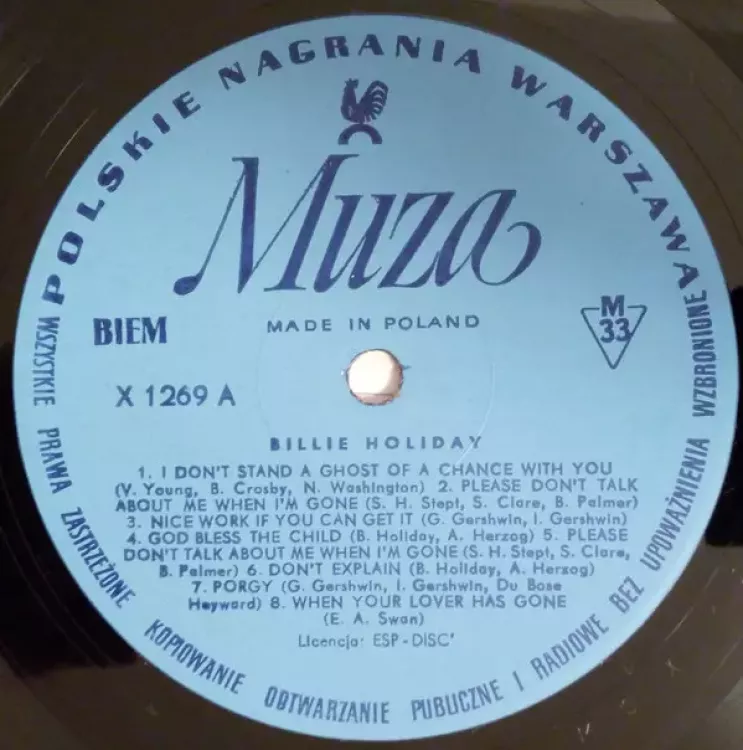 POLSKIE NAGRANIA WARSZAWA
Muza
BIEM
MADE IN POLAND
M
33
X 1269 A
BILLIE HOLIDAY
1. I DON'T STAND A GHOST OF A CHANCE WITH YOU
(V. Young, B. Crosby, N. Washington) 2. PLEASE DON'T TALK
ABOUT ME WHEN I'M GONE (S. H. Stept, S. Clare, B. Palmer)
3. NICE WORK IF YOU CAN GET IT (G. Gershwin, I. Gershwin)
4. GOD BLESS THE CHILD (B. Holiday, A. Herzog) 5. PLEASE
DON'T TALK ABOUT ME WHEN I'M GONE (S. H. Stept, S. Clare,
B. Palmer) 6. DON'T EXPLAIN (B. Holiday, A. Herzog)
7. PORGY (G. Gershwin, I. Gershwin, Du Bose
Heyward) 8. WHEN YOUR LOVER HAS GONE
(E. A. Swan)
Licencja: ESP-DISC'
WSZYSTKIE PRAWA ZASTRZEŻONE KOPIOWANIE ODTWARZANIE PUBLICZNE I RADIOWE BEZ UPOWAŻNIENIA WZBRONIONE